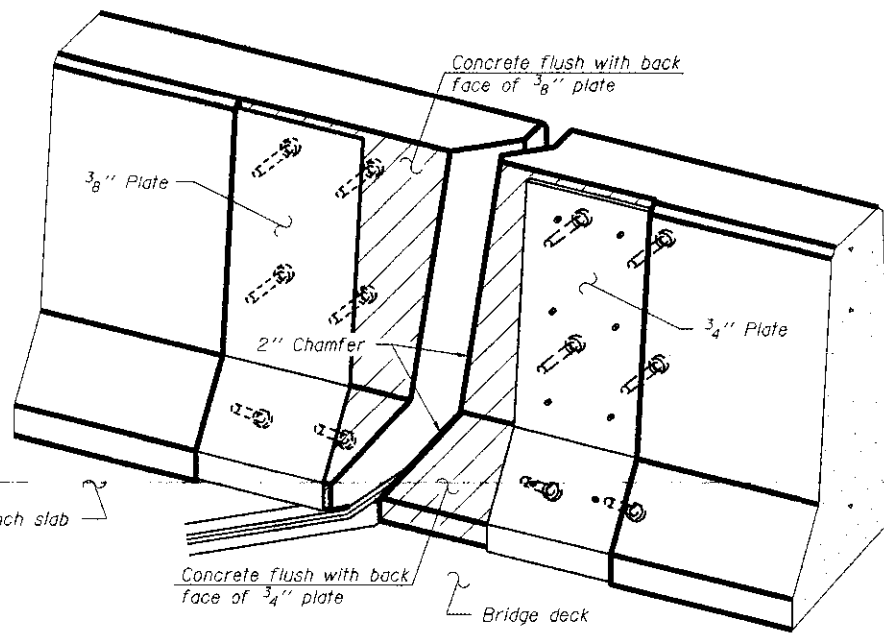 Concrete flush with back
face of 3/8" plate
3/8" Plate
3/4" Plate
2" Chamfer
slab
Concrete flush with back
face of 3/4" plate
Bridge deck